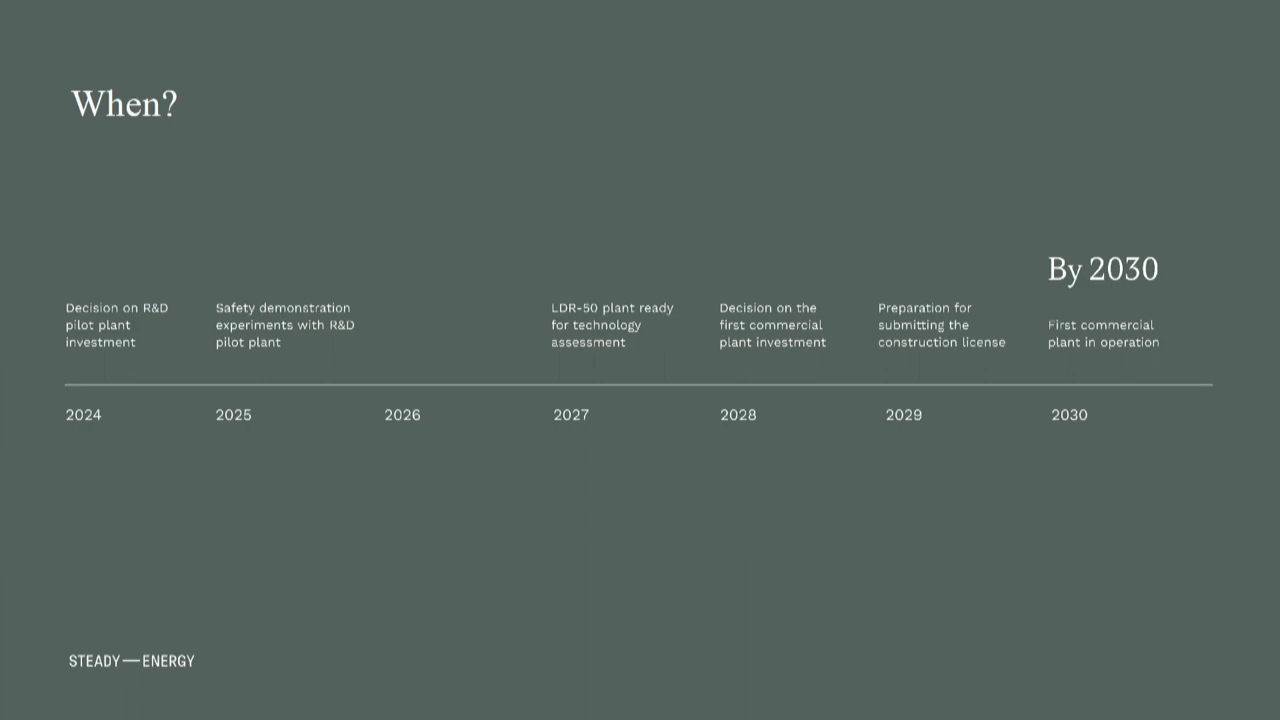 When?
By 2030
Decision on R&D
pilot plant
investment
Safety demonstration
experiments with R&D
pilot plant
LDR-50 plant ready
for technology
assessment
Decision on the
first commercial
plant investment
Preparation for
submitting the
construction license
First commercial
plant in operation
2024
2025
2026
2027
2028
2029
2030
STEADY—ENERGY